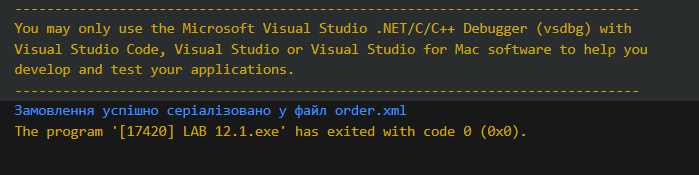 -------------------------------------------------------------------------------
You may only use the Microsoft Visual Studio .NET/C/C++ Debugger (vsdbg) with
Visual Studio Code, Visual Studio or Visual Studio for Mac software to help you
develop and test your applications.
-------------------------------------------------------------------------------
Замовлення успішно серіалізовано у файл order.xml
The program '[17420] LAB 12.1.exe' has exited with code 0 (0x0).